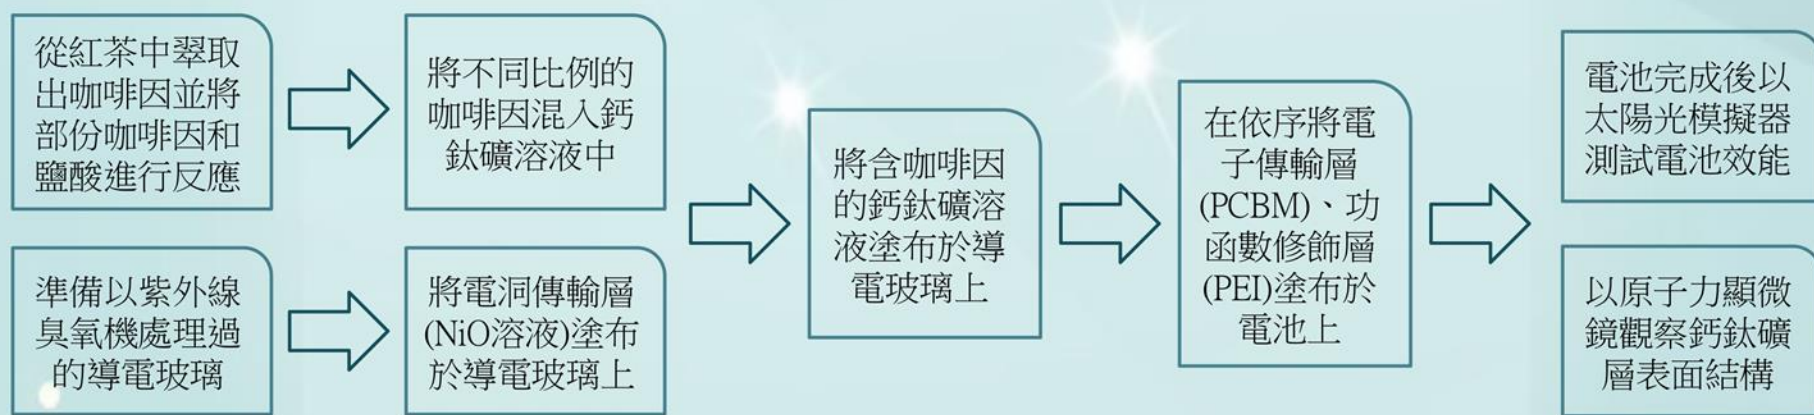 從紅茶中翠取
出咖啡因並將
部份咖啡因和
鹽酸進行反應
將不同比例的
咖啡因混入鈣
鈦礦溶液中
準備以紫外線
臭氧機處理過
的導電玻璃
將電洞傳輸層
(NiO溶液)塗布
於導電玻璃上
將含咖啡因
的鈣鈦礦溶
液塗布於導
電玻璃上
在依序將電
子傳輸層
(PCBM)、功
函數修飾層
(PEI)塗布於
電池上
電池完成後以
太陽光模擬器
測試電池效能
以原子力顯微
鏡觀察鈣鈦礦
層表面結構